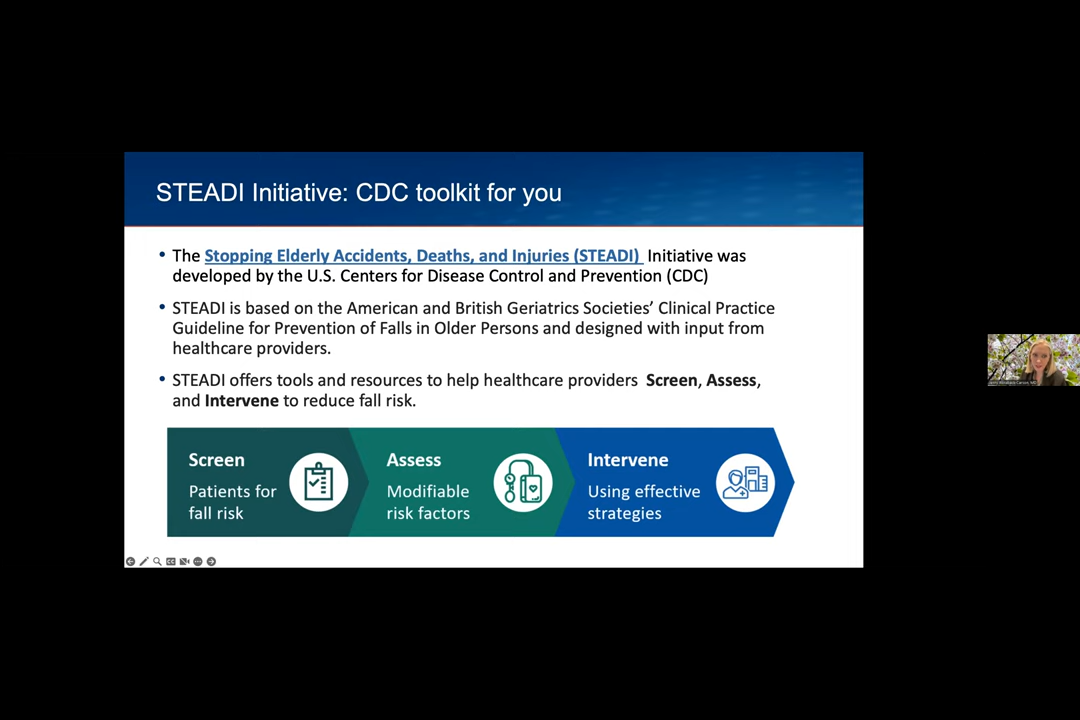 STEADI Initiative: CDC toolkit for you
• The Stopping Elderly Accidents, Deaths, and Injuries (STEADI) Initiative was
developed by the U.S. Centers for Disease Control and Prevention (CDC)
• STEADI is based on the American and British Geriatrics Societies’ Clinical Practice
Guideline for Prevention of Falls in Older Persons and designed with input from
healthcare providers.
• STEADI offers tools and resources to help healthcare providers Screen, Assess,
and Intervene to reduce fall risk.
Screen
Patients for
fall risk
Assess
Modifiable
risk factors
Intervene
Using effective
strategies